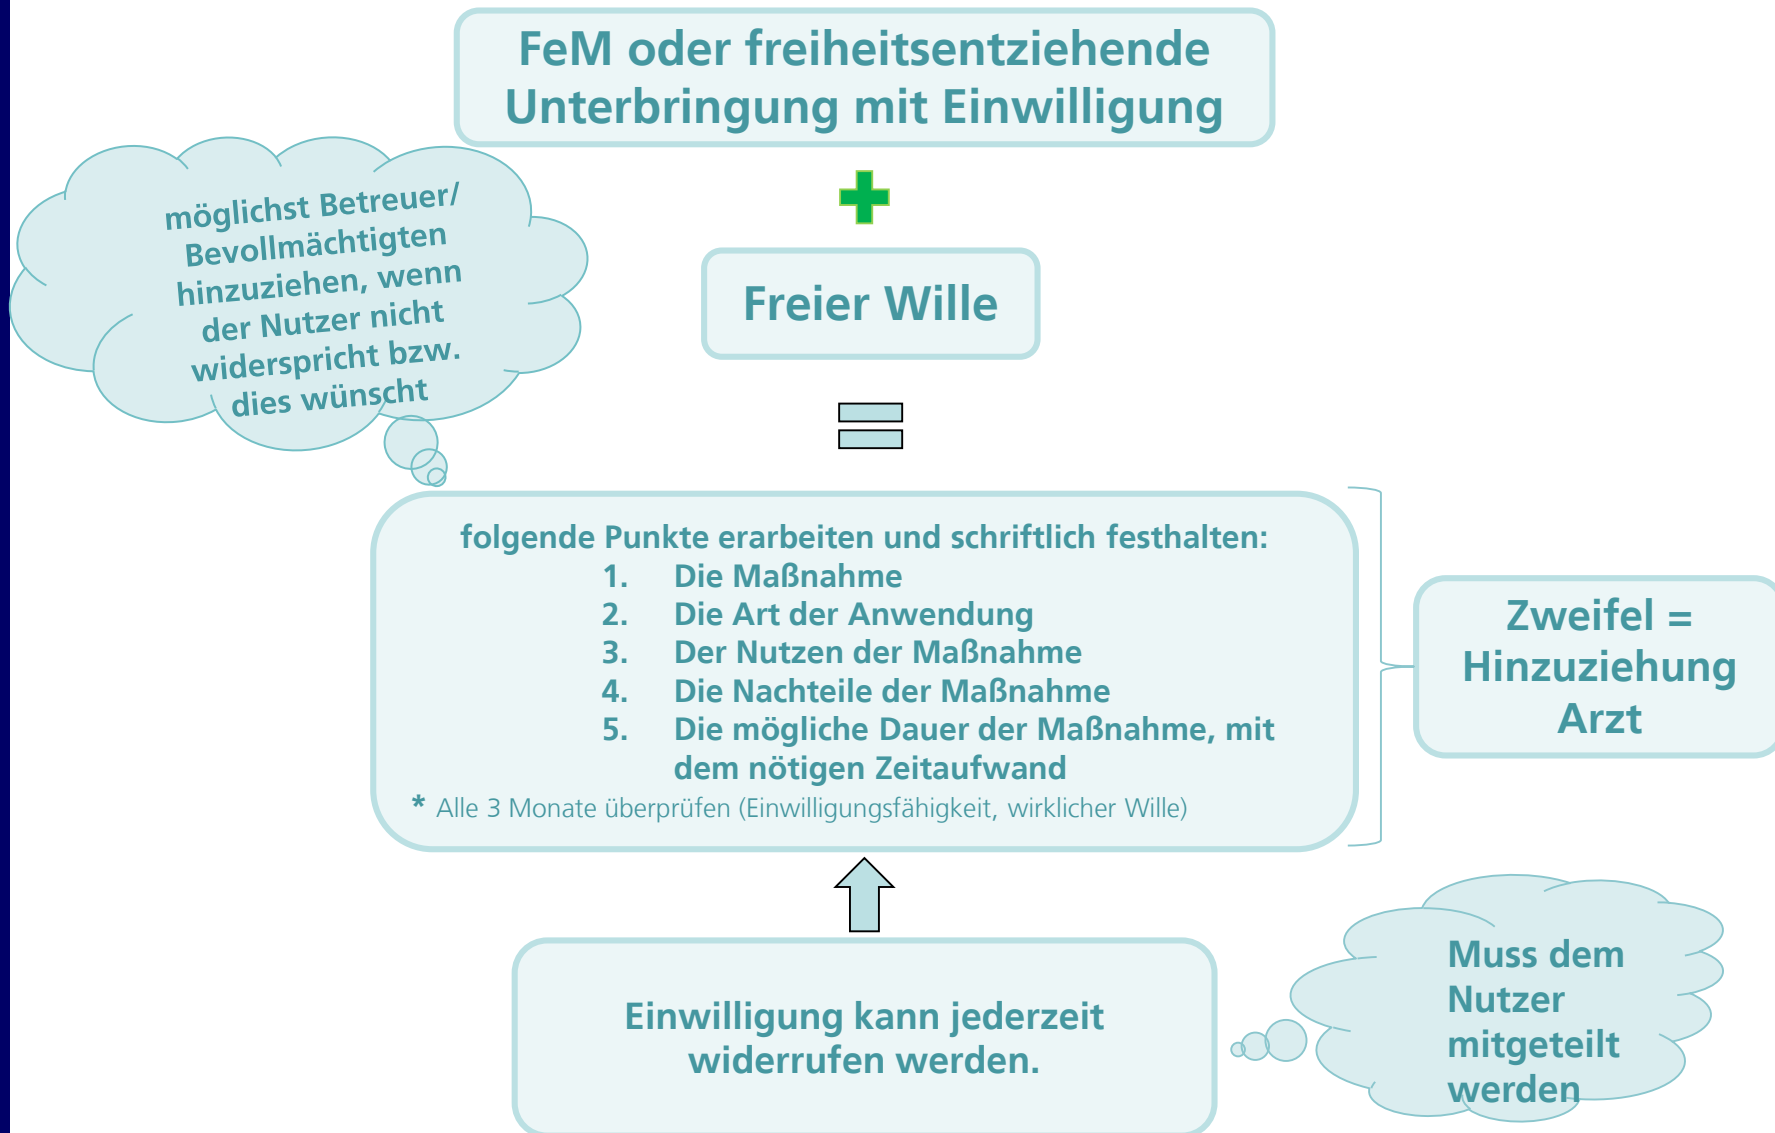 FeM oder freiheitsentziehende
Unterbringung mit Einwilligung
möglichst Betreuer/
Bevollmächtigten
hinzuziehen, wenn
der Nutzer nicht
widerspricht bzw.
dies wünscht
Freier Wille
folgende Punkte erarbeiten und schriftlich festhalten:
1. Die Maßnahme
2. Die Art der Anwendung
3. Der Nutzen der Maßnahme
4. Die Nachteile der Maßnahme
5. Die mögliche Dauer der Maßnahme, mit
dem nötigen Zeitaufwand
* Alle 3 Monate überprüfen (Einwilligungsfähigkeit, wirklicher Wille)
Zweifel =
Hinzuziehung
Arzt
Einwilligung kann jederzeit
widerrufen werden.
Muss dem
Nutzer
mitgeteilt
werden